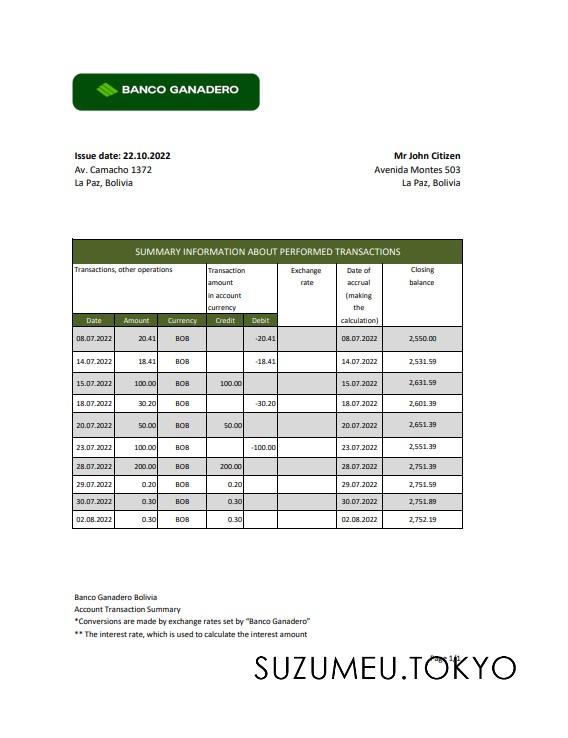 BANCO GANADERO
Issue date: 22.10.2022
Av. Camacho 1372
La Paz, Bolivia
Mr John Citizen
Avenida Montes 503
La Paz, Bolivia
SUMMARY INFORMATION ABOUT PERFORMED TRANSACTIONS
Transactions, other operations
Transaction
amount
in account
currency
Exchange
rate
Date of
accrual
(making
the
calculation)
Closing
balance
Date Amount Currency Credit Debit
08.07.2022 20.41 BOB -20.41 08.07.2022 2,550.00
14.07.2022 18.41 BOB -18.41 14.07.2022 2,531.59
15.07.2022 100.00 BOB 100.00 15.07.2022 2,631.59
18.07.2022 30.20 BOB -30.20 18.07.2022 2,601.39
20.07.2022 50.00 BOB 50.00 20.07.2022 2,651.39
23.07.2022 100.00 BOB -100.00 23.07.2022 2,551.39
28.07.2022 200.00 BOB 200.00 28.07.2022 2,751.39
29.07.2022 0.20 BOB 0.20 29.07.2022 2,751.59
30.07.2022 0.30 BOB 0.30 30.07.2022 2,751.89
02.08.2022 0.30 BOB 0.30 02.08.2022 2,752.19
Banco Ganadero Bolivia
Account Transaction Summary
*Conversions are made by exchange rates set by “Banco Ganadero”
** The interest rate, which is used to calculate the interest amount
Page 1/1
SUZUMEU.TOKYO